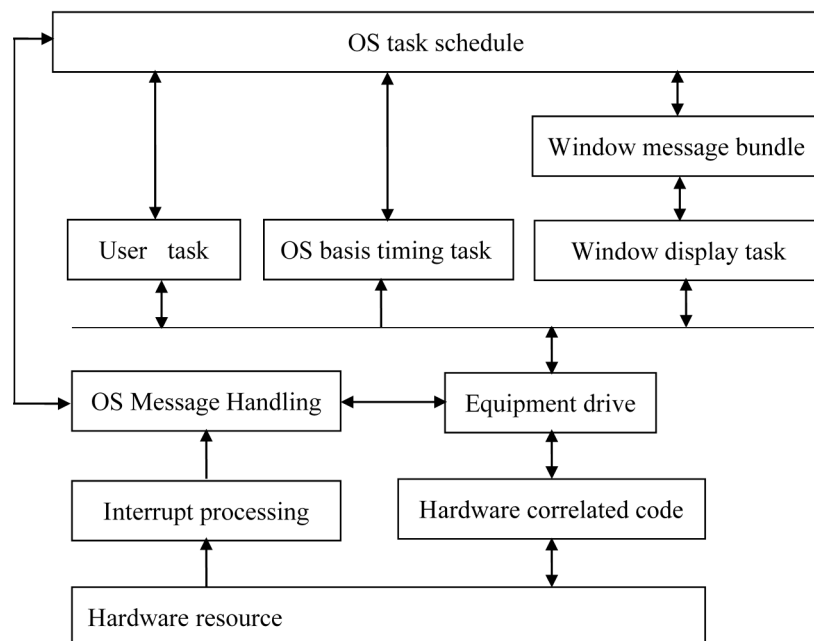 OS task schedule
Window message bundle
User task
OS basis timing task
Window display task
OS Message Handling
Equipment drive
Interrupt processing
Hardware correlated code
Hardware resource